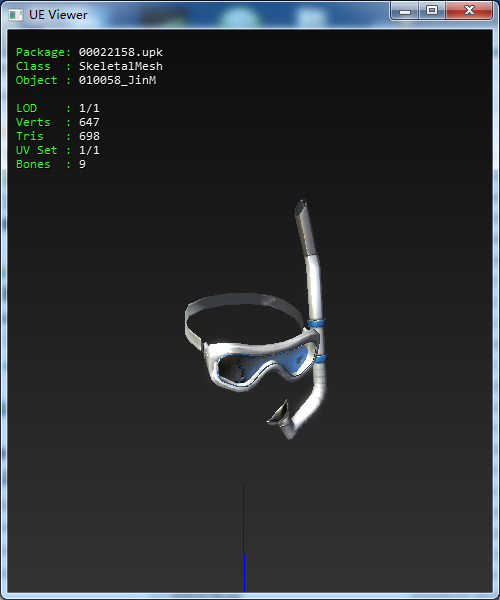 UE Viewer
Package: 00022158.upk
Class : SkeletalMesh
Object : 010058_JinM
LOD : 1/1
Verts : 647
Tris : 698
UV Set : 1/1
Bones : 9